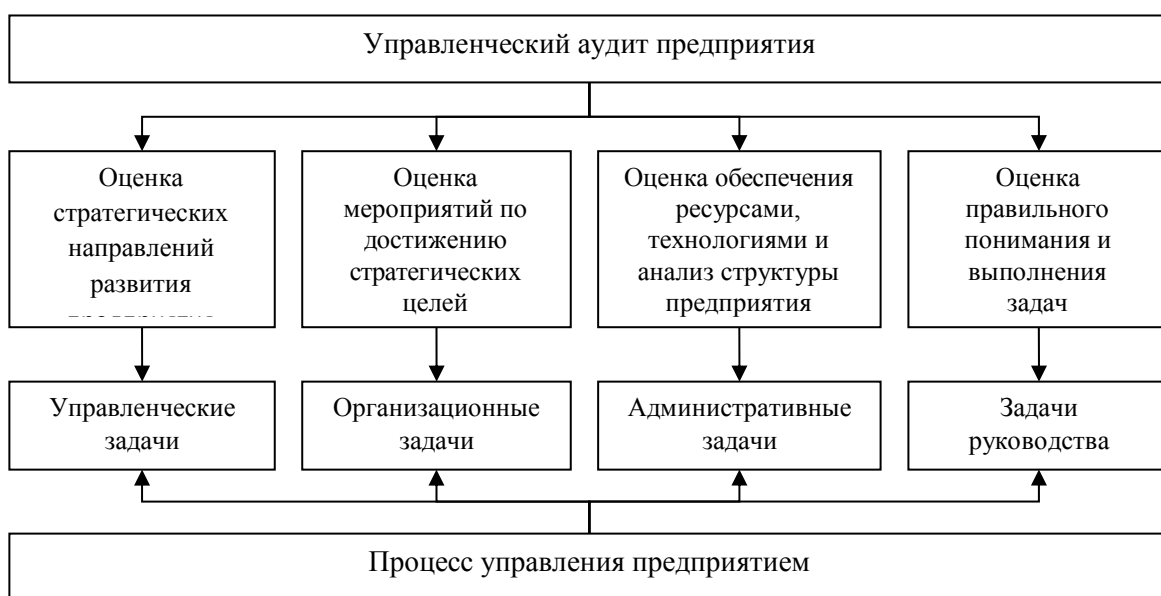 Управленческий аудит предприятия
Оценка
стратегических
направлений
развития
Оценка
мероприятий по
достижению
стратегических
целей
Оценка обеспечения
ресурсами,
технологиями и
анализ структуры
предприятия
Оценка
правильного
понимания и
выполнения
задач
Управленческие
задачи
Организационные
задачи
Административные
задачи
Задачи
руководства
Процесс управления предприятием